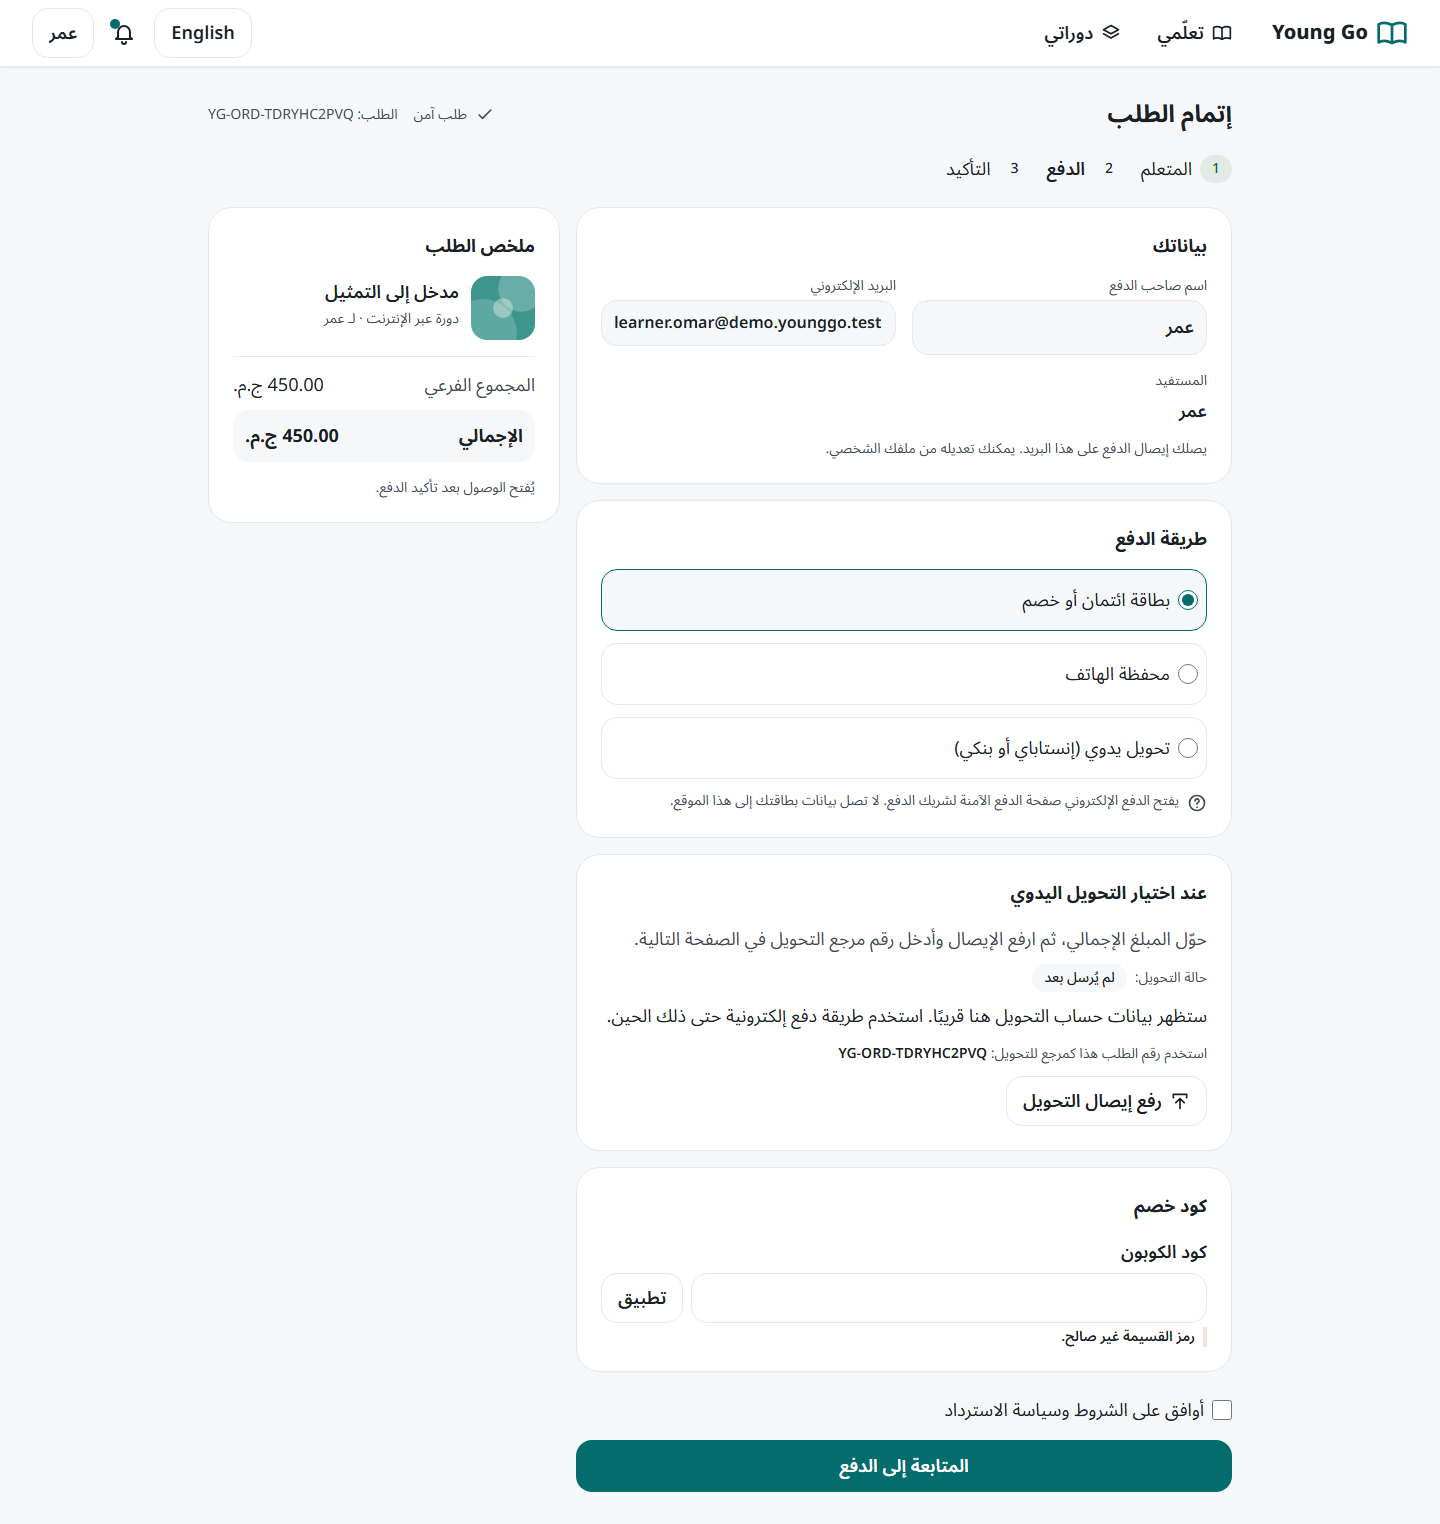 Young Go
تعلّمي
دوراتي
English
عمر
إتمام الطلب
طلب آمن
الطلب: YG-ORD-TDRYHC2PVQ
1 المتعلم
2 الدفع
3 التأكيد
بياناتك
اسم صاحب الدفع
عمر
البريد الإلكتروني
learner.omar@demo.younggo.test
المستفيد
عمر
يصلك إيصال الدفع على هذا البريد. يمكنك تعديله من ملفك الشخصي.
ملخص الطلب
مدخل إلى التمثيل
دورة عبر الإنترنت · لـ عمر
المجموع الفرعي 450.00 ج.م.
الإجمالي 450.00 ج.م.
يُفتح الوصول بعد تأكيد الدفع.
طريقة الدفع
بطاقة ائتمان أو خصم
محفظة الهاتف
تحويل يدوي (إنستاباي أو بنكي)
يفتح الدفع الإلكتروني صفحة الدفع الآمنة لشريك الدفع. لا تصل بيانات بطاقتك إلى هذا الموقع.
عند اختيار التحويل اليدوي
حوّل المبلغ الإجمالي، ثم ارفع الإيصال وأدخل رقم مرجع التحويل في الصفحة التالية.
حالة التحويل: لم يُرسل بعد
ستظهر بيانات حساب التحويل هنا قريبًا. استخدم طريقة دفع إلكترونية حتى ذلك الحين.
استخدم رقم الطلب هذا كمرجع للتحويل: YG-ORD-TDRYHC2PVQ
رفع إيصال التحويل
كود خصم
كود الكوبون
تطبيق
رمز القسيمة غير صالح.
أوافق على الشروط وسياسة الاسترداد
المتابعة إلى الدفع